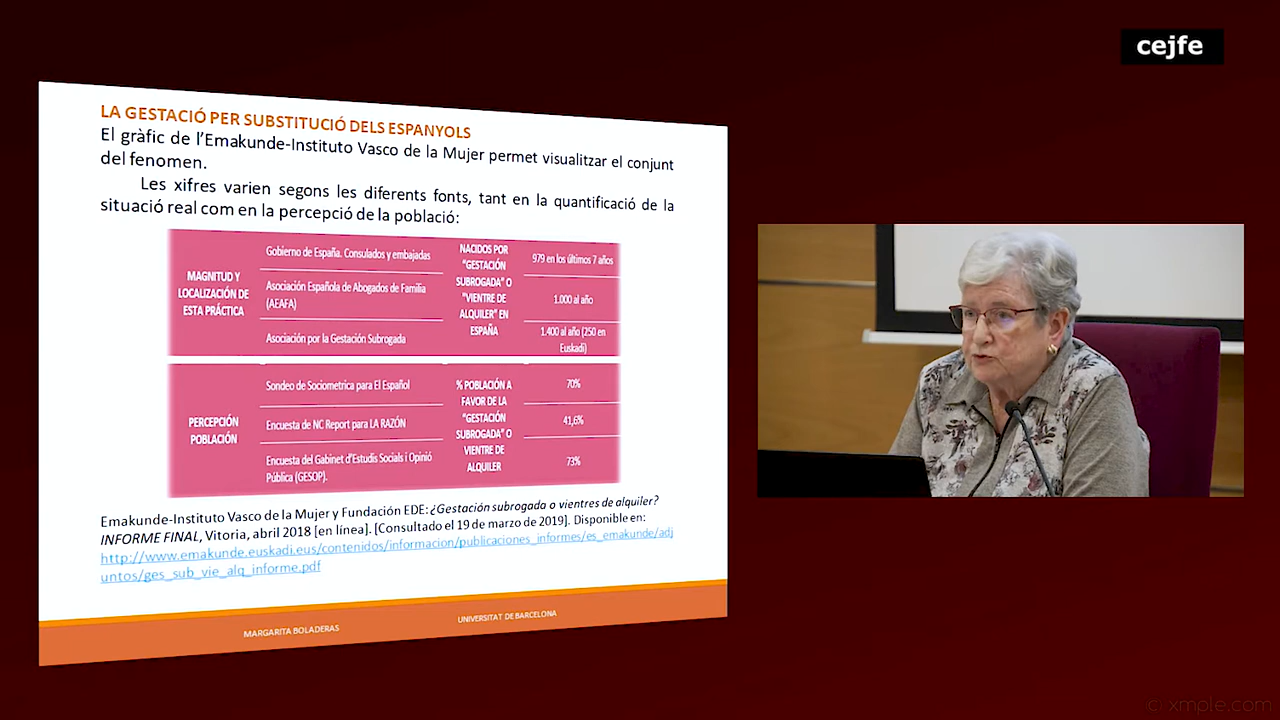 cejfe
LA GESTACIÓ PER SUBSTITUCIÓ DELS ESPANYOLS
El gràfic de l'Emakunde-Instituto Vasco de la Mujer permet visualitzar el conjunt
del fenomen.
Les xifres varien segons les diferents fonts, tant en la quantificació de la
situació real com en la percepció de la població:
MAGNITUD Y
LOCALIZACIÓN DE
ESTA PRÁCTICA
Gobierno de España. Consulados y embajadas
Asociación Española de Abogados de Familia
(AEAFA)
Asociación por la Gestación Subrogada
NACIDOS POR
"GESTACIÓN
SUBROGADA" O
"VIENTRE DE
ALQUILER" EN
ESPAÑA
979 en los últimos 7 años
1.000 al año
1.400 al año (250 en
Euskadi)
PERCEPCIÓN
POBLACIÓN
Sondeo de Sociometrica para El Español
Encuesta de NC Report para LA RAZÓN
Encuesta del Gabinet d'Estudis Socials i Opinió
Pública (GESOP).
% POBLACIÓN A
FAVOR DE LA
"GESTACIÓN
SUBROGADA" O
VIENTRE DE
ALQUILER
70%
41,6%
73%
Emakunde-Instituto Vasco de la Mujer y Fundación EDE: ¿Gestación subrogada o vientres de alquiler?
INFORME FINAL, Vitoria, abril 2018 [en línea]. [Consultado el 19 de marzo de 2019]. Disponible en:
http://www.emakunde.euskadi.eus/contenidos/informacion/publicaciones_informes/es_emakunde/adj
untos/ges_sub_vie_alq_informe.pdf
MARGARITA BOLADERAS
UNIVERSITAT DE BARCELONA
(c) xmple.com